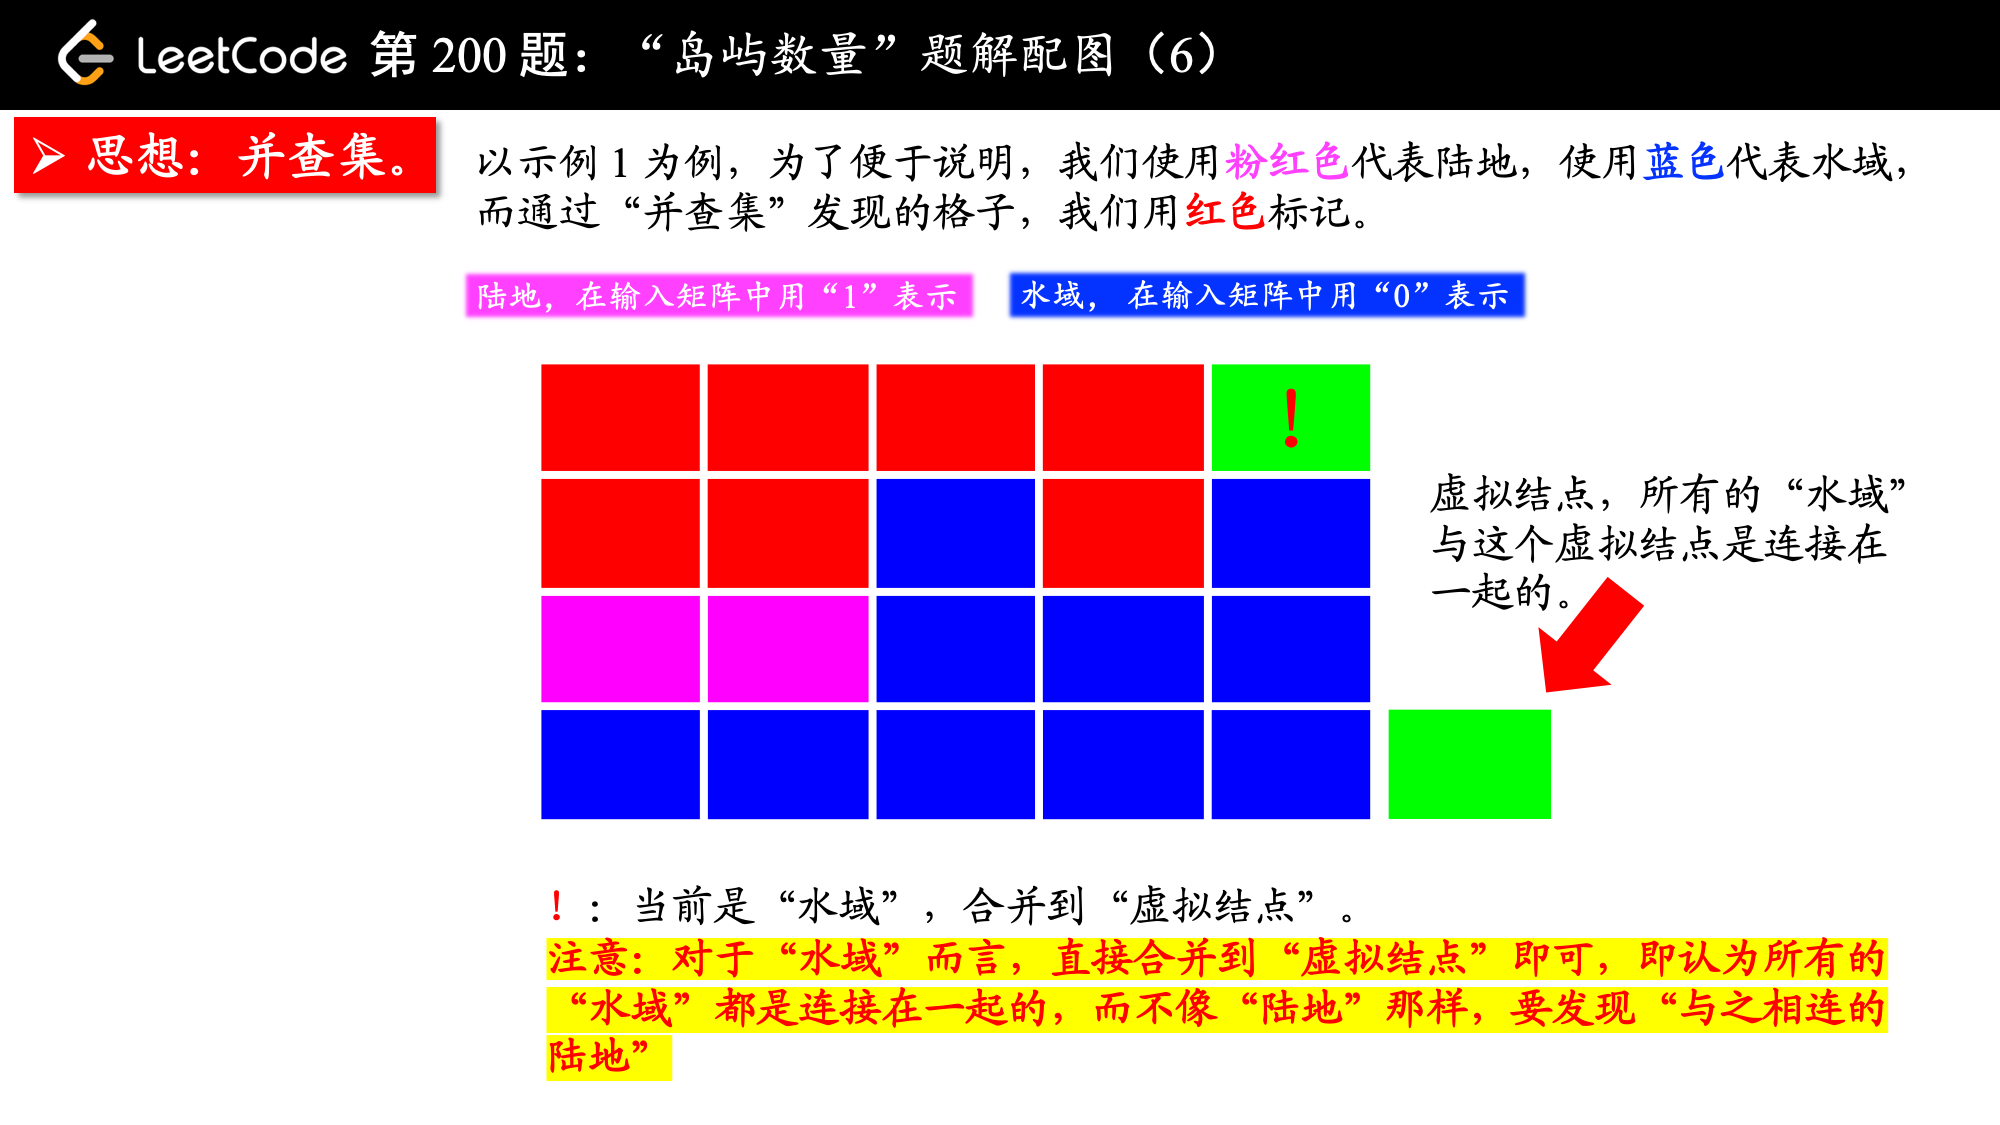 LeetCode 第 200 题：“岛屿数量”题解配图（6）
➢ 思想：并查集。
以示例 1 为例，为了便于说明，我们使用粉红色代表陆地，使用蓝色代表水域，
而通过“并查集”发现的格子，我们用红色标记。
陆地，在输入矩阵中用“1”表示
水域， 在输入矩阵中用“0”表示
！
虚拟结点，所有的“水域”
与这个虚拟结点是连接在
一起的。
！：当前是“水域”，合并到“虚拟结点”。
注意：对于“水域”而言，直接合并到“虚拟结点”即可，即认为所有的
“水域”都是连接在一起的，而不像“陆地”那样，要发现“与之相连的
陆地”